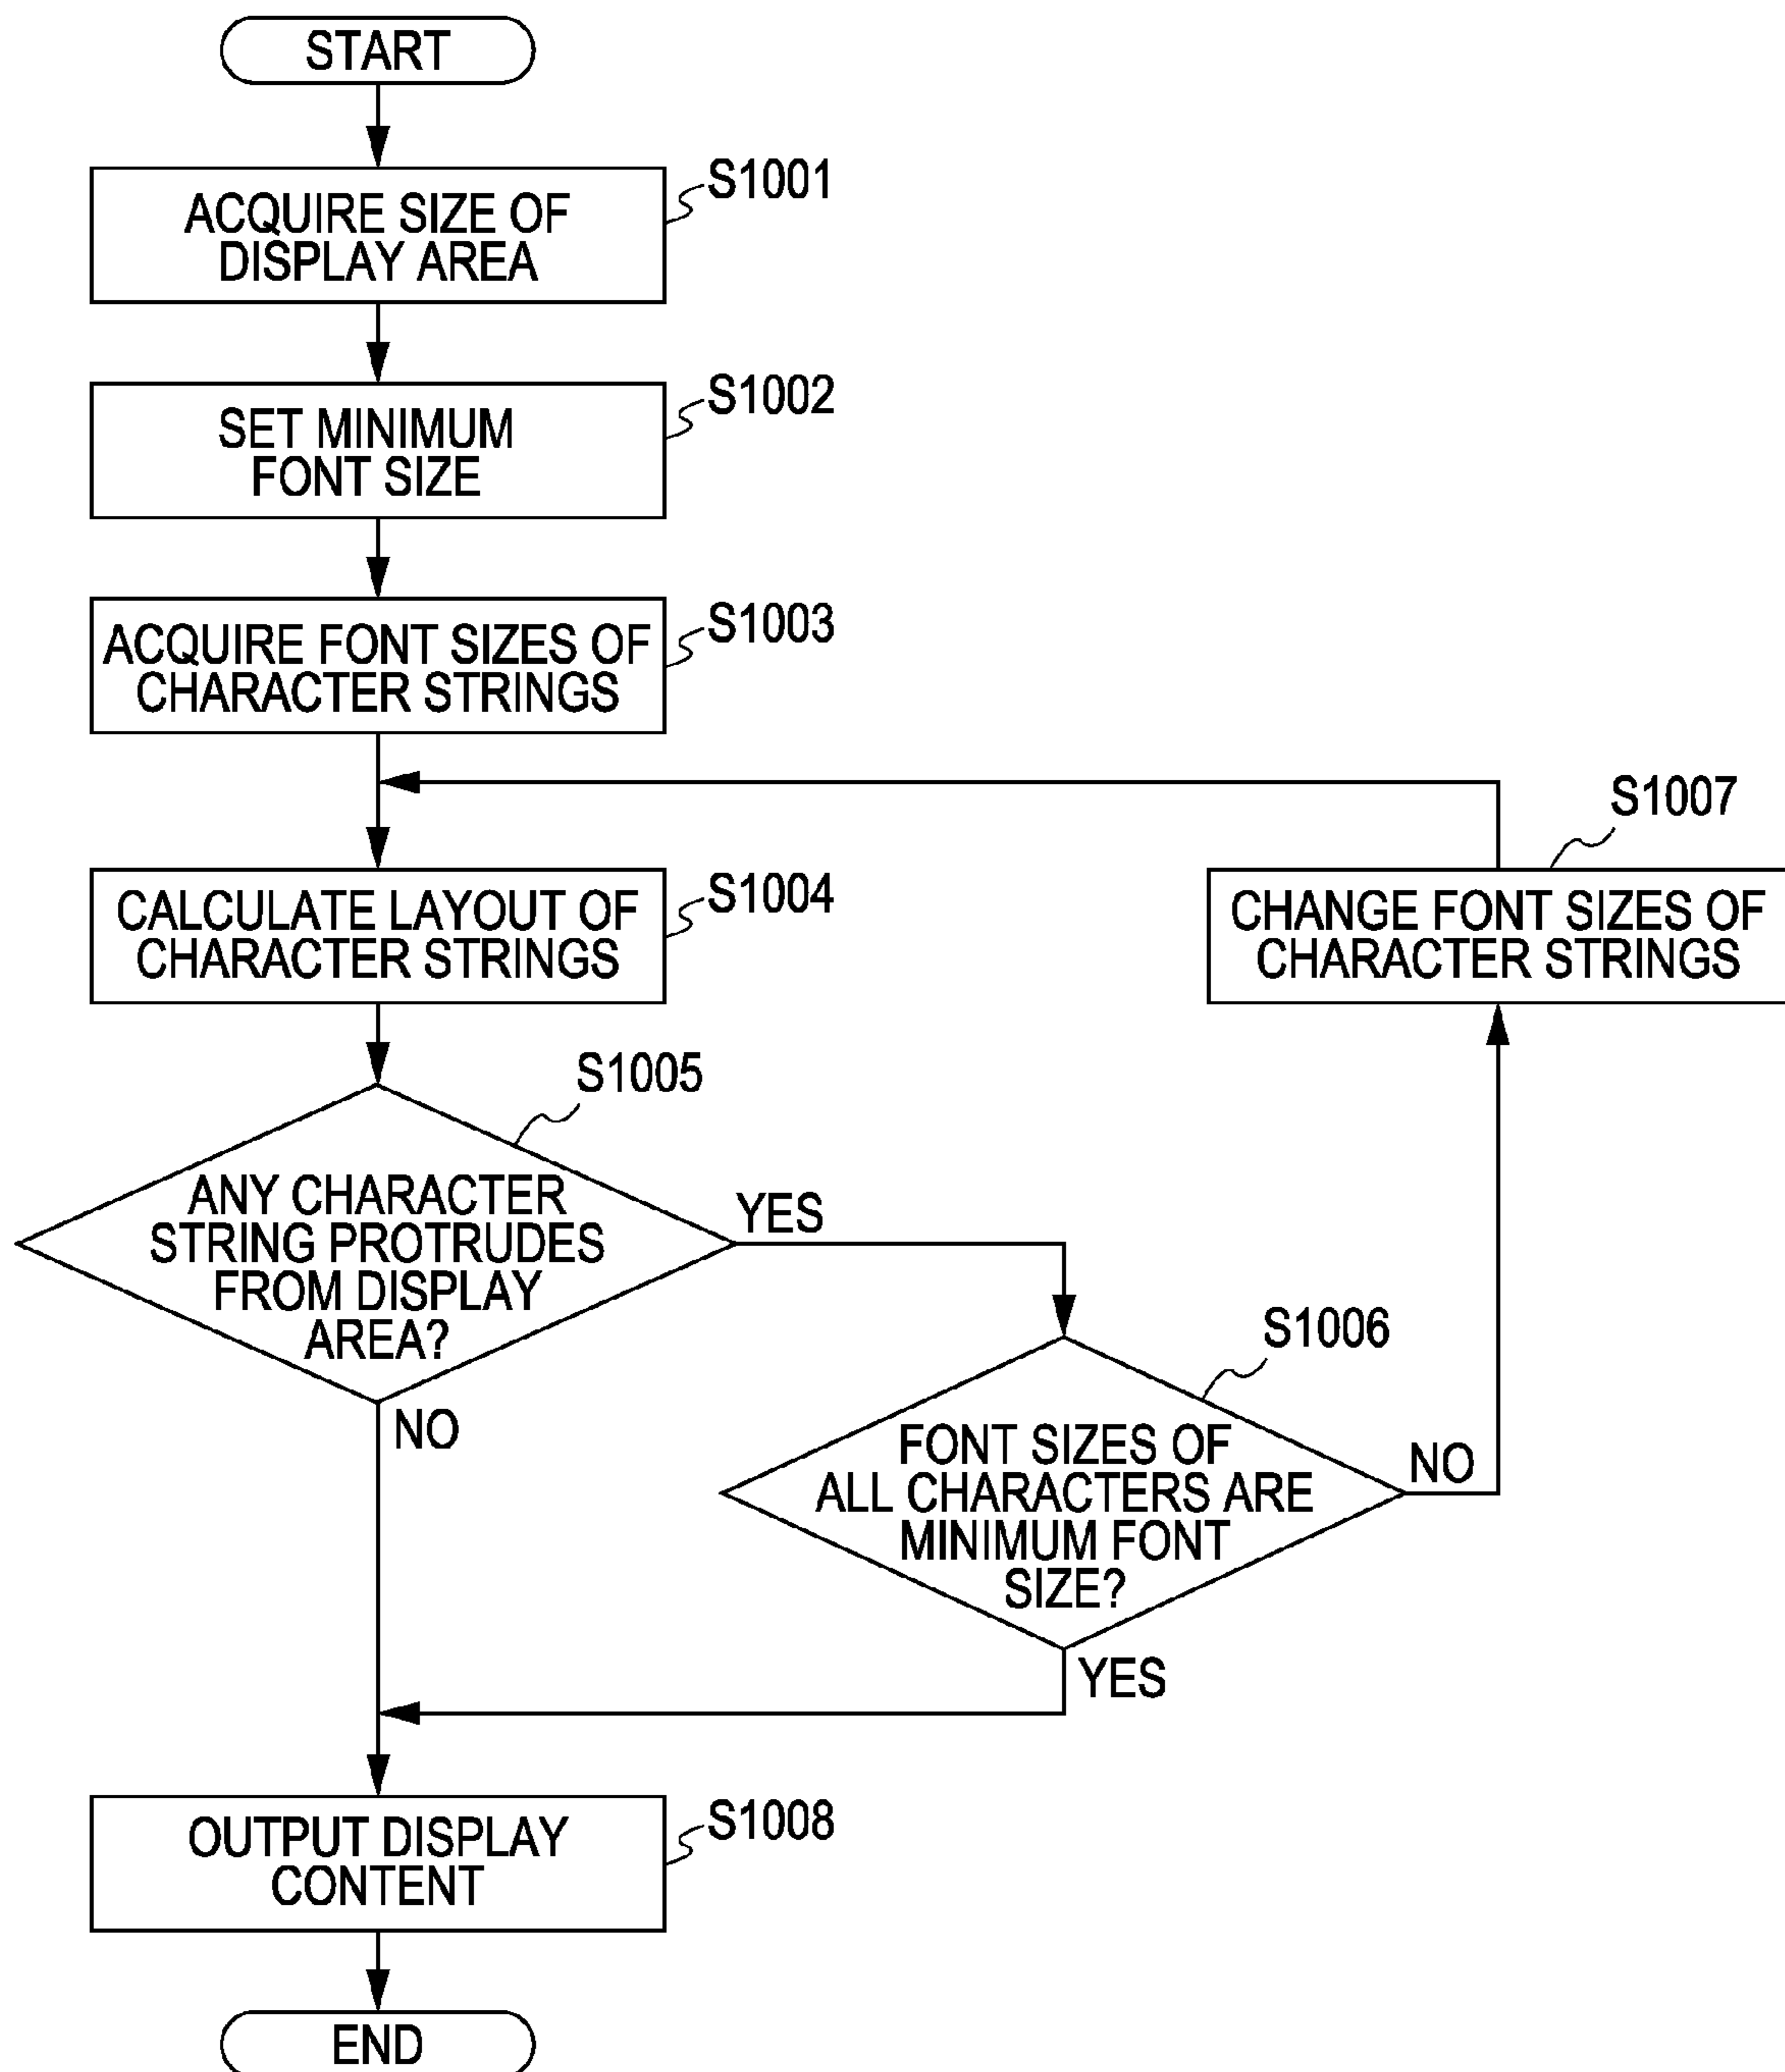 START
S1001
ACQUIRE SIZE OF
DISPLAY AREA
S1002
SET MINIMUM
FONT SIZE
S1003
ACQUIRE FONT SIZES OF
CHARACTER STRINGS
S1007
CHANGE FONT SIZES OF
CHARACTER STRINGS
S1004
CALCULATE LAYOUT OF
CHARACTER STRINGS
S1005
ANY CHARACTER
STRING PROTRUDES
FROM DISPLAY
AREA?
YES
NO
S1006
FONT SIZES OF
ALL CHARACTERS ARE
MINIMUM FONT
SIZE?
NO
YES
S1008
OUTPUT DISPLAY
CONTENT
END